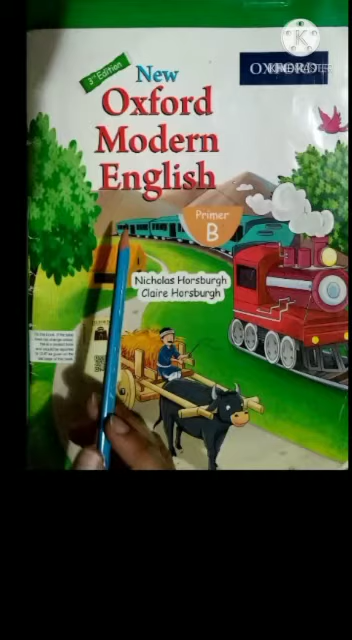 3rd Edition
New
Oxford
Modern
English
OXFORD
Primer
B
Nicholas Horsburgh
Claire Horsburgh